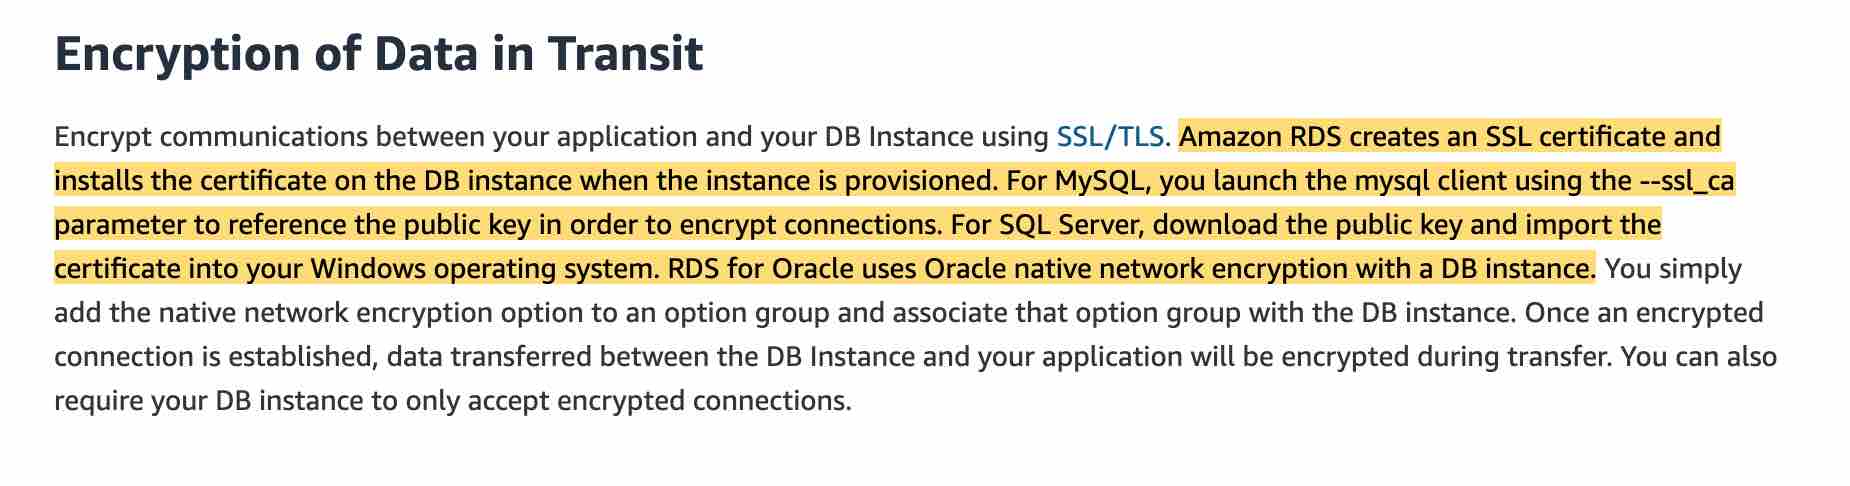 Encryption of Data in Transit
Encrypt communications between your application and your DB Instance using SSL/TLS. Amazon RDS creates an SSL certificate and
installs the certificate on the DB instance when the instance is provisioned. For MySQL, you launch the mysql client using the --ssl_ca
parameter to reference the public key in order to encrypt connections. For SQL Server, download the public key and import the
certificate into your Windows operating system. RDS for Oracle uses Oracle native network encryption with a DB instance. You simply
add the native network encryption option to an option group and associate that option group with the DB instance. Once an encrypted
connection is established, data transferred between the DB Instance and your application will be encrypted during transfer. You can also
require your DB instance to only accept encrypted connections.